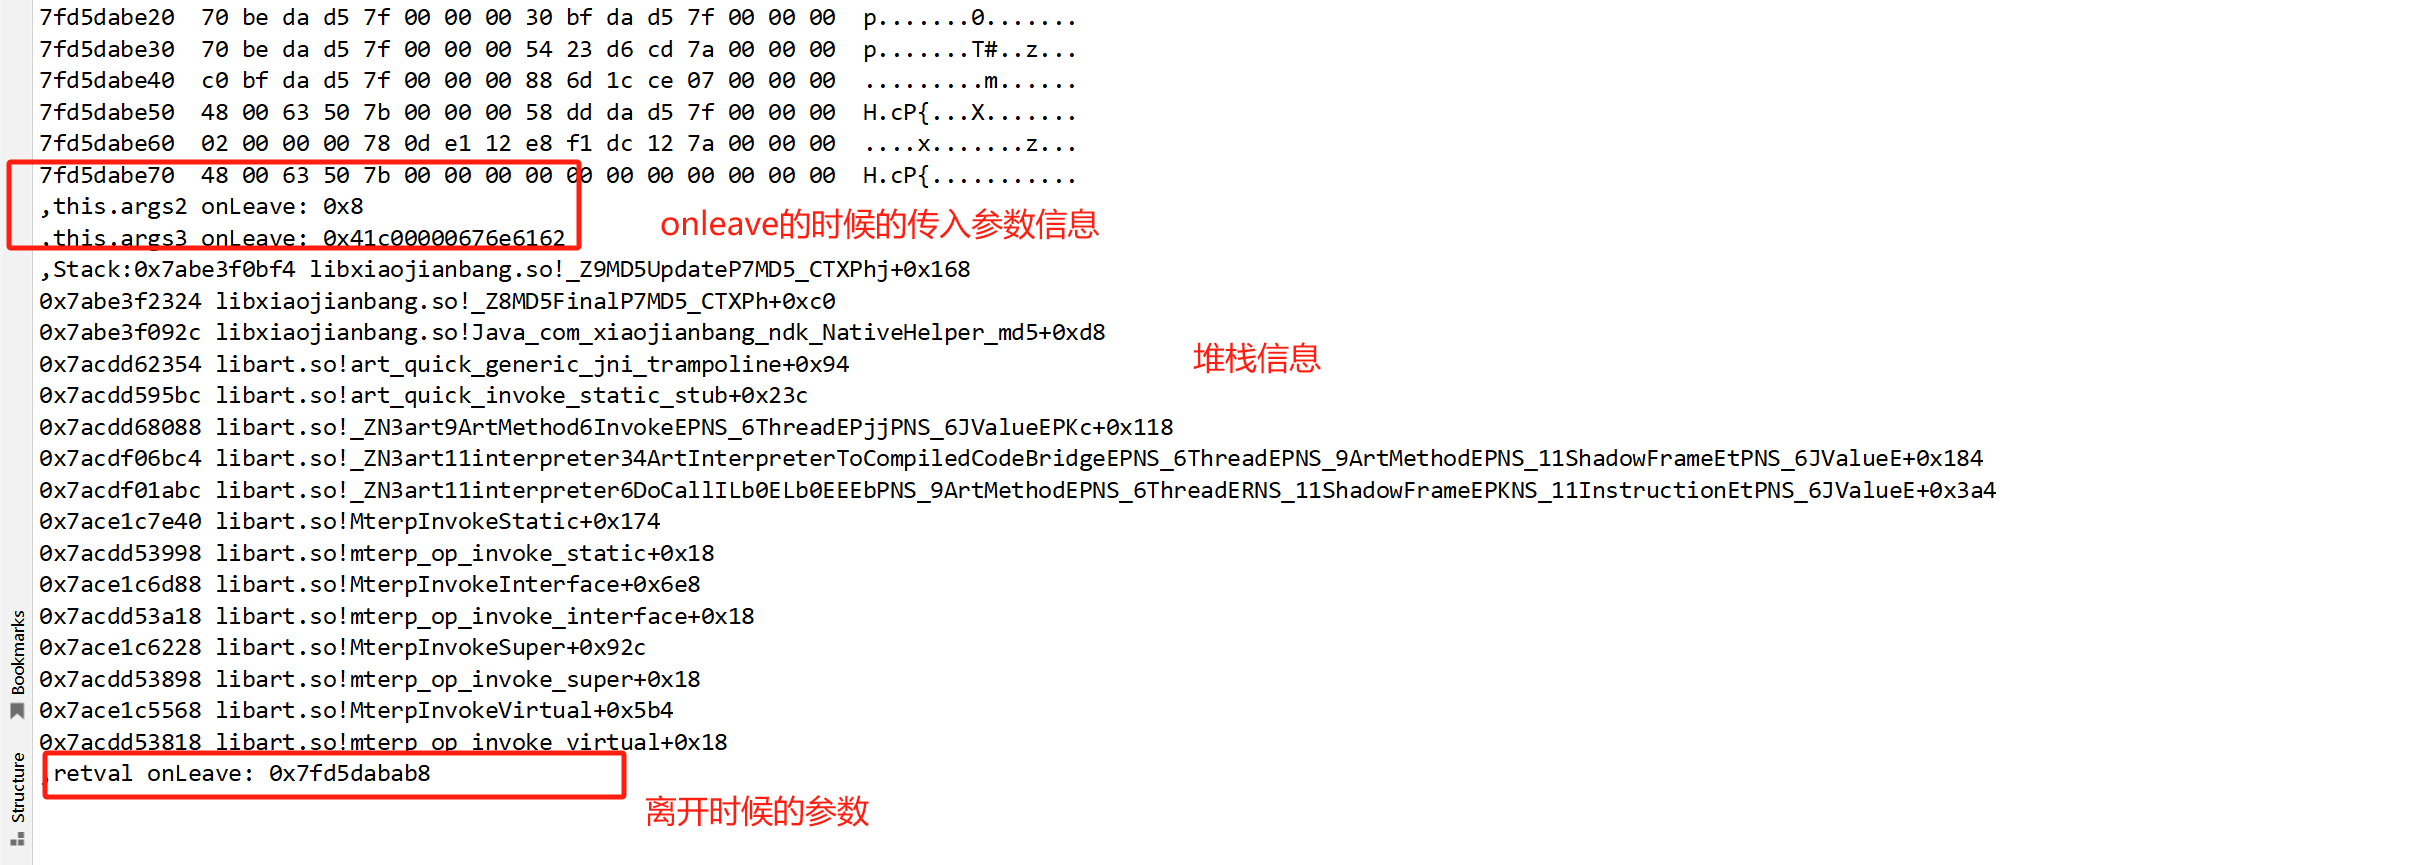 7fd5dabe20  70 be da d5 7f 00 00 00 30 bf da d5 7f 00 00 00  p.......0.......
7fd5dabe30  70 be da d5 7f 00 00 00 54 23 d6 cd 7a 00 00 00  p.......T#..z...
7fd5dabe40  c0 bf da d5 7f 00 00 00 88 6d 1c ce 07 00 00 00  .........m......
7fd5dabe50  48 00 63 50 7b 00 00 00 58 dd da d5 7f 00 00 00  H.cP{...X.......
7fd5dabe60  02 00 00 00 78 0d e1 12 e8 f1 dc 12 7a 00 00 00  ....x.......z...
7fd5dabe70  48 00 63 50 7b 00 00 00 00 00 00 00 00 00 00 00  H.cP{...........
,this.args2 onLeave: 0x8
,this.args3 onLeave: 0x41c00000676e6162
onleave的时候的传入参数信息
,Stack:0x7abe3f0bf4 libxiaojianbang.so!_Z9MD5UpdateP7MD5_CTXPhj+0x168
0x7abe3f2324 libxiaojianbang.so!_Z8MD5FinalP7MD5_CTXPh+0xc0
0x7abe3f092c libxiaojianbang.so!Java_com_xiaojianbang_ndk_NativeHelper_md5+0xd8
堆栈信息
0x7acdd62354 libart.so!art_quick_generic_jni_trampoline+0x94
0x7acdd595bc libart.so!art_quick_invoke_static_stub+0x23c
0x7acdd68088 libart.so!_ZN3art9ArtMethod6InvokeEPNS_6ThreadEPjjPNS_6JValueEPKc+0x118
0x7acdf06bc4 libart.so!_ZN3art11interpreter34ArtInterpreterToCompiledCodeBridgeEPNS_6ThreadEPNS_9ArtMethodEPNS_11ShadowFrameEtPNS_6JValueE+0x184
0x7acdf01abc libart.so!_ZN3art11interpreter6DoCallILb0ELb0EEEbPNS_9ArtMethodEPNS_6ThreadERNS_11ShadowFrameEPKNS_11InstructionEtPNS_6JValueE+0x3a4
0x7ace1c7e40 libart.so!MterpInvokeStatic+0x174
0x7acdd53998 libart.so!mterp_op_invoke_static+0x18
0x7ace1c6d88 libart.so!MterpInvokeInterface+0x6e8
0x7acdd53a18 libart.so!mterp_op_invoke_interface+0x18
0x7ace1c6228 libart.so!MterpInvokeSuper+0x92c
0x7acdd53898 libart.so!mterp_op_invoke_super+0x18
0x7ace1c5568 libart.so!MterpInvokeVirtual+0x5b4
0x7acdd53818 libart.so!mterp_op_invoke_virtual+0x18
,retval onLeave: 0x7fd5dabab8
离开时候的参数
Bookmarks
Structure